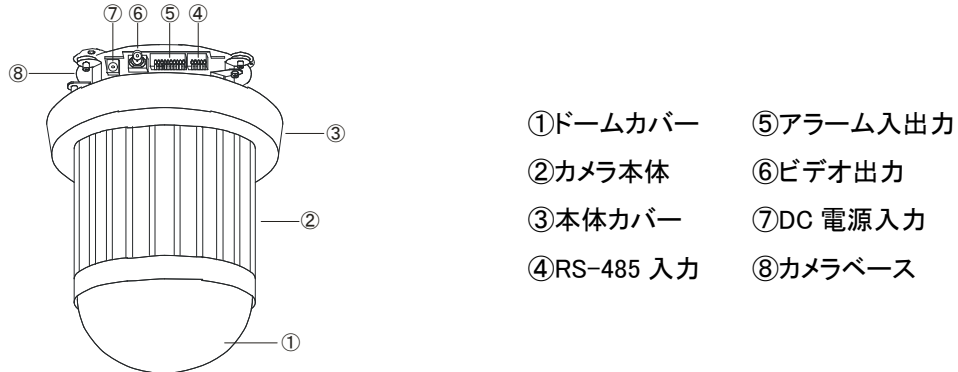 ⑦ ⑥ ⑤ ④
⑧
③
②
①
①ドームカバー ⑤アラーム入出力
②カメラ本体 ⑥ビデオ出力
③本体カバー ⑦DC 電源入力
④RS-485 入力 ⑧カメラベース